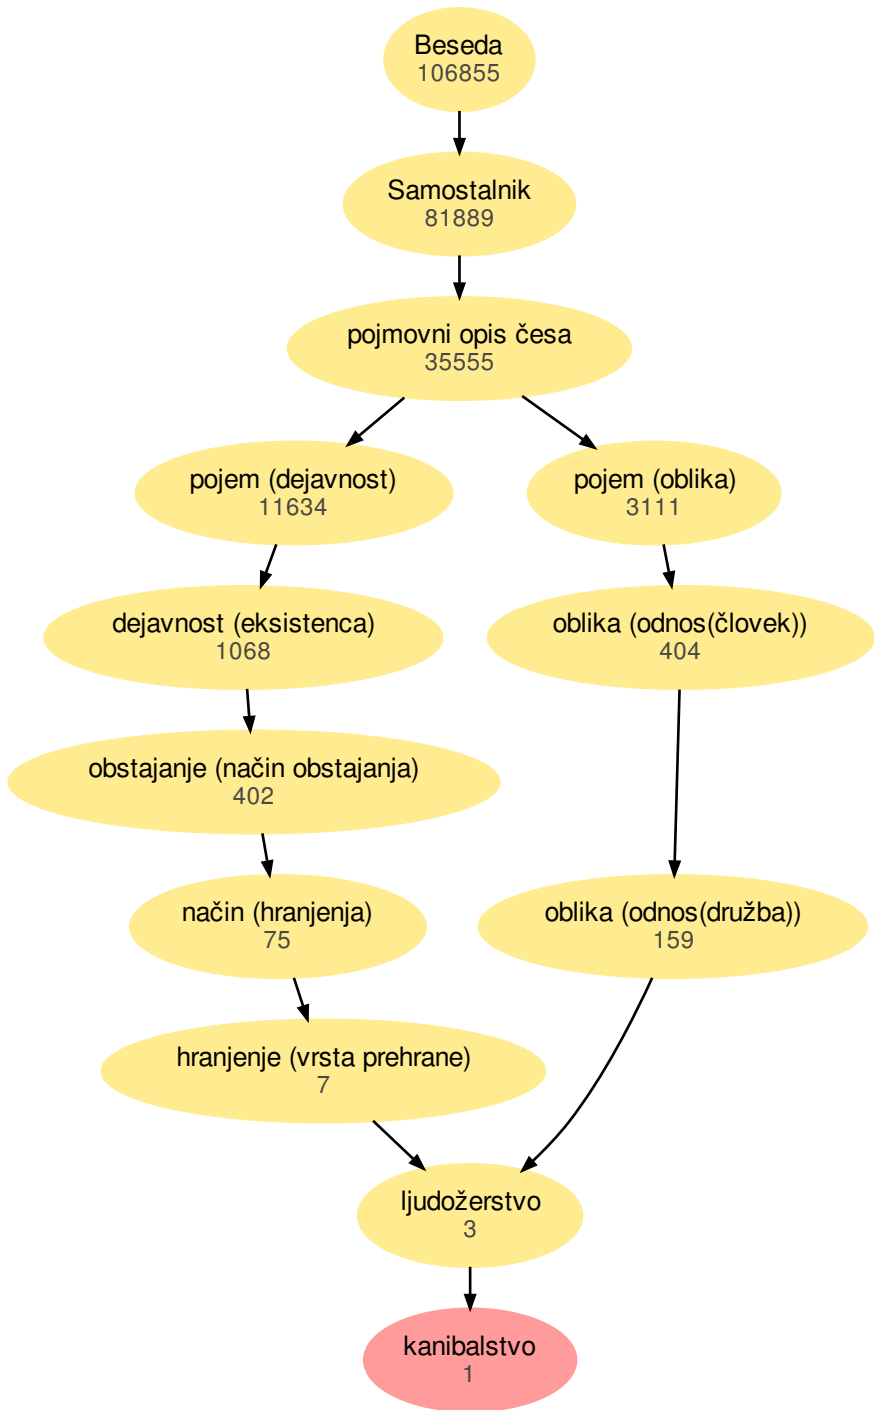 Beseda
106855
Samostalnik
81889
pojmovni opis česa
35555
pojem (dejavnost)
11634
pojem (oblika)
3111
dejavnost (eksistenca)
1068
oblika (odnos(človek))
404
obstajanje (način obstajanja)
402
način (hranjenja)
75
oblika (odnos(družba))
159
hranjenje (vrsta prehrane)
7
ljudožerstvo
3
kanibalstvo
1